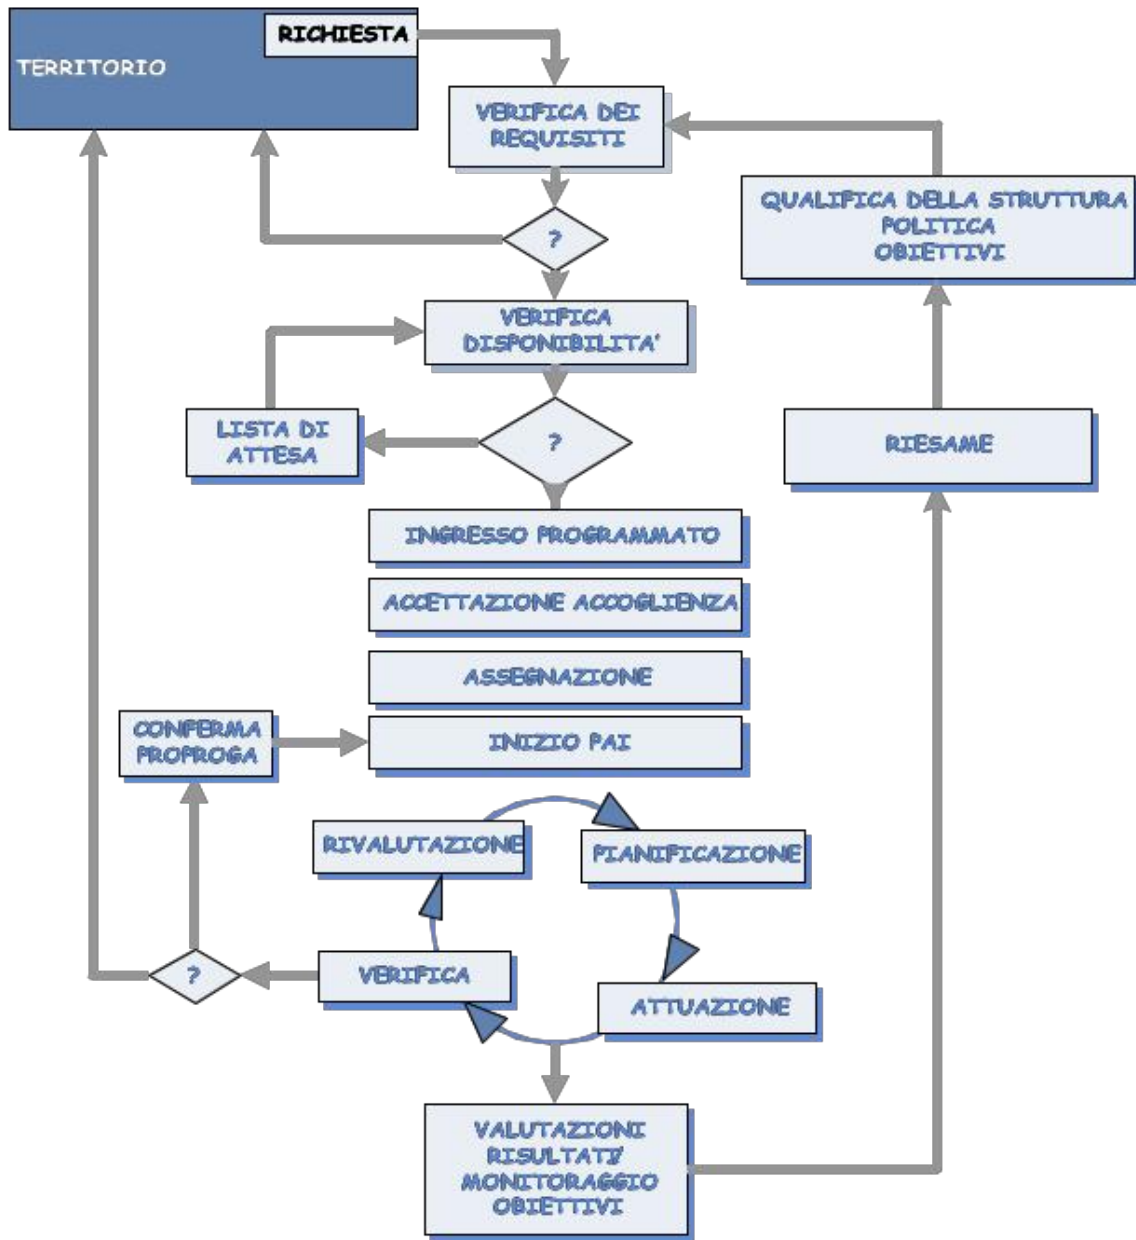 RICHIESTA
TERRITORIO
VERIFICA DEI
REQUISITI
QUALIFICA DELLA STRUTTURA
POLITICA
OBIETTIVI
?
VERIFICA
DISPONIBILITA'
LISTA DI
ATTESA
?
RIESAME
INGRESSO PROGRAMMATO
ACCETTAZIONE ACCOGLIENZA
ASSEGNAZIONE
CONFERMA
PROPROGA
INIZIO PAI
RIVALUTAZIONE
PIANIFICAZIONE
?
VERIFICA
ATTUAZIONE
VALUTAZIONI
RISULTATI/
MONITORAGGIO
OBIETTIVI